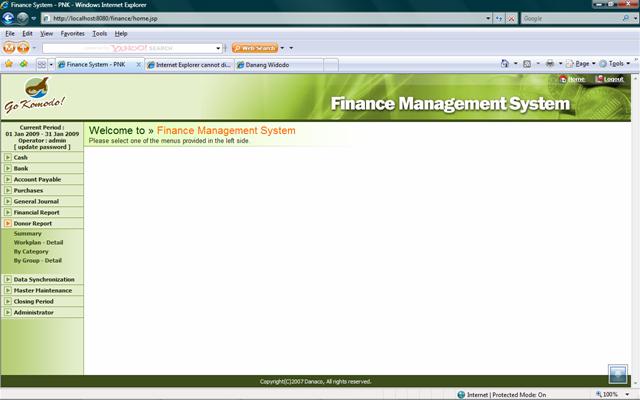 Finance System - PNK - Windows Internet Explorer
http://localhost:8080/finance/home.jsp
Google
File Edit View Favorites Tools Help
YAHOO! SEARCH
Web Search
Finance System - PNK
Internet Explorer cannot di...
Danang Widodo
Page
Tools
Go Komodo!
Home
Logout
Finance Management System
Current Period :
01 Jan 2009 - 31 Jan 2009
Operator : admin
[ update password ]
Welcome to » Finance Management System
Please select one of the menus provided in the left side.
Cash
Bank
Account Payable
Purchases
General Journal
Financial Report
Donor Report
Summary
Workplan - Detail
By Category
By Group - Detail
Data Synchronization
Master Maintenance
Closing Period
Administrator
Copyright(C)2007 Danaco, All rights reserved.
Internet | Protected Mode: On
100%